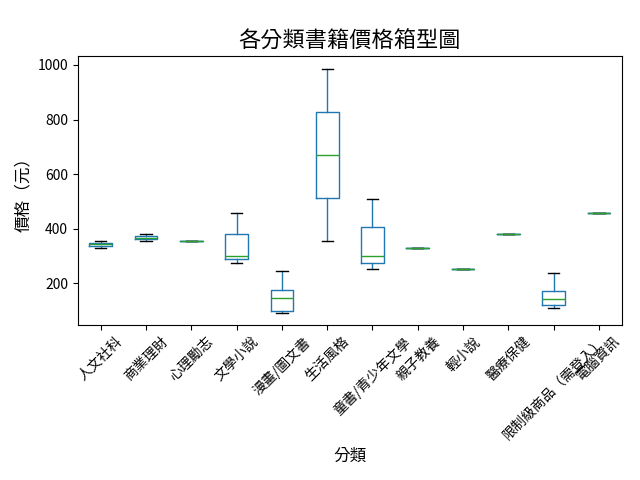 各分類書籍價格箱型圖
價格（元）
1000
800
600
400
200
人文社科
商業理財
心理勵志
文學小說
漫畫/圖文書
生活風格
童書/青少年文學
親子教養
輕小說
醫療保健
限制級商品（需登入）
電腦資訊
分類